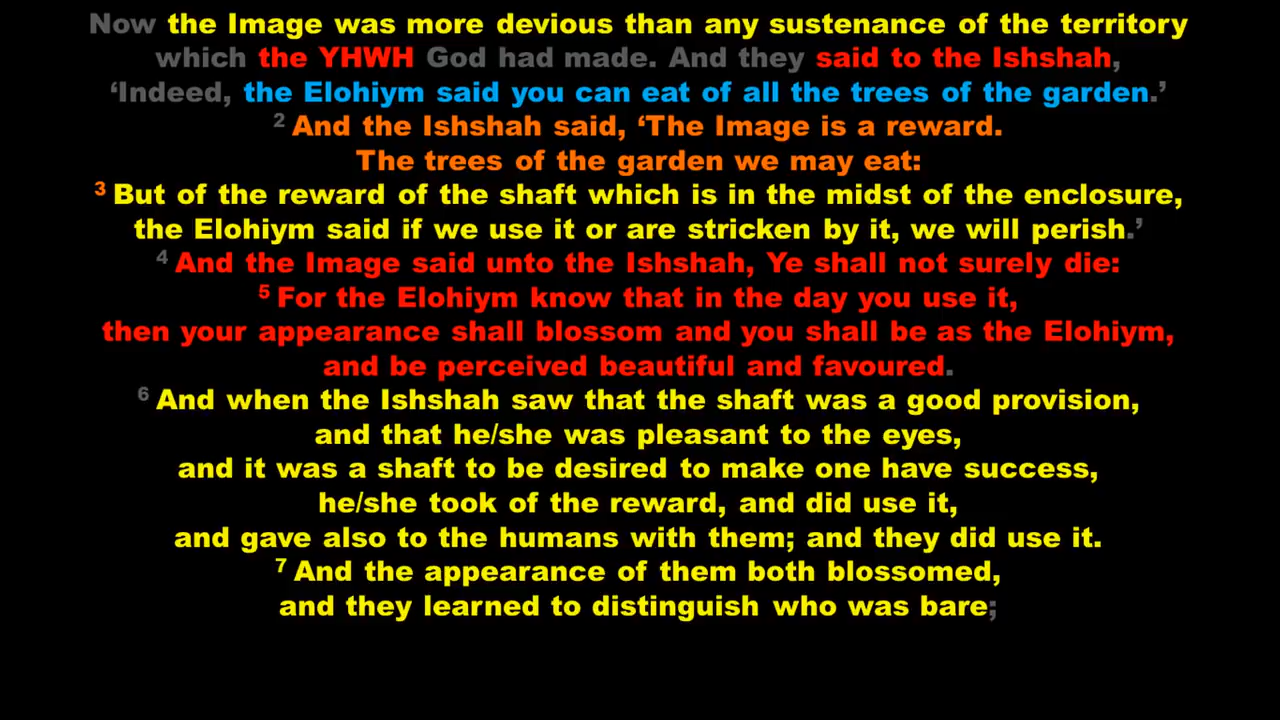 Now the Image was more devious than any sustenance of the territory
which the YHWH God had made. And they said to the Ishshah,
‘Indeed, the Elohiym said you can eat of all the trees of the garden.’
2 And the Ishshah said, ‘The Image is a reward.
The trees of the garden we may eat:
3 But of the reward of the shaft which is in the midst of the enclosure,
the Elohiym said if we use it or are stricken by it, we will perish.’
4 And the Image said unto the Ishshah, Ye shall not surely die:
5 For the Elohiym know that in the day you use it,
then your appearance shall blossom and you shall be as the Elohiym,
and be perceived beautiful and favoured.
6 And when the Ishshah saw that the shaft was a good provision,
and that he/she was pleasant to the eyes,
and it was a shaft to be desired to make one have success,
he/she took of the reward, and did use it,
and gave also to the humans with them; and they did use it.
7 And the appearance of them both blossomed,
and they learned to distinguish who was bare;